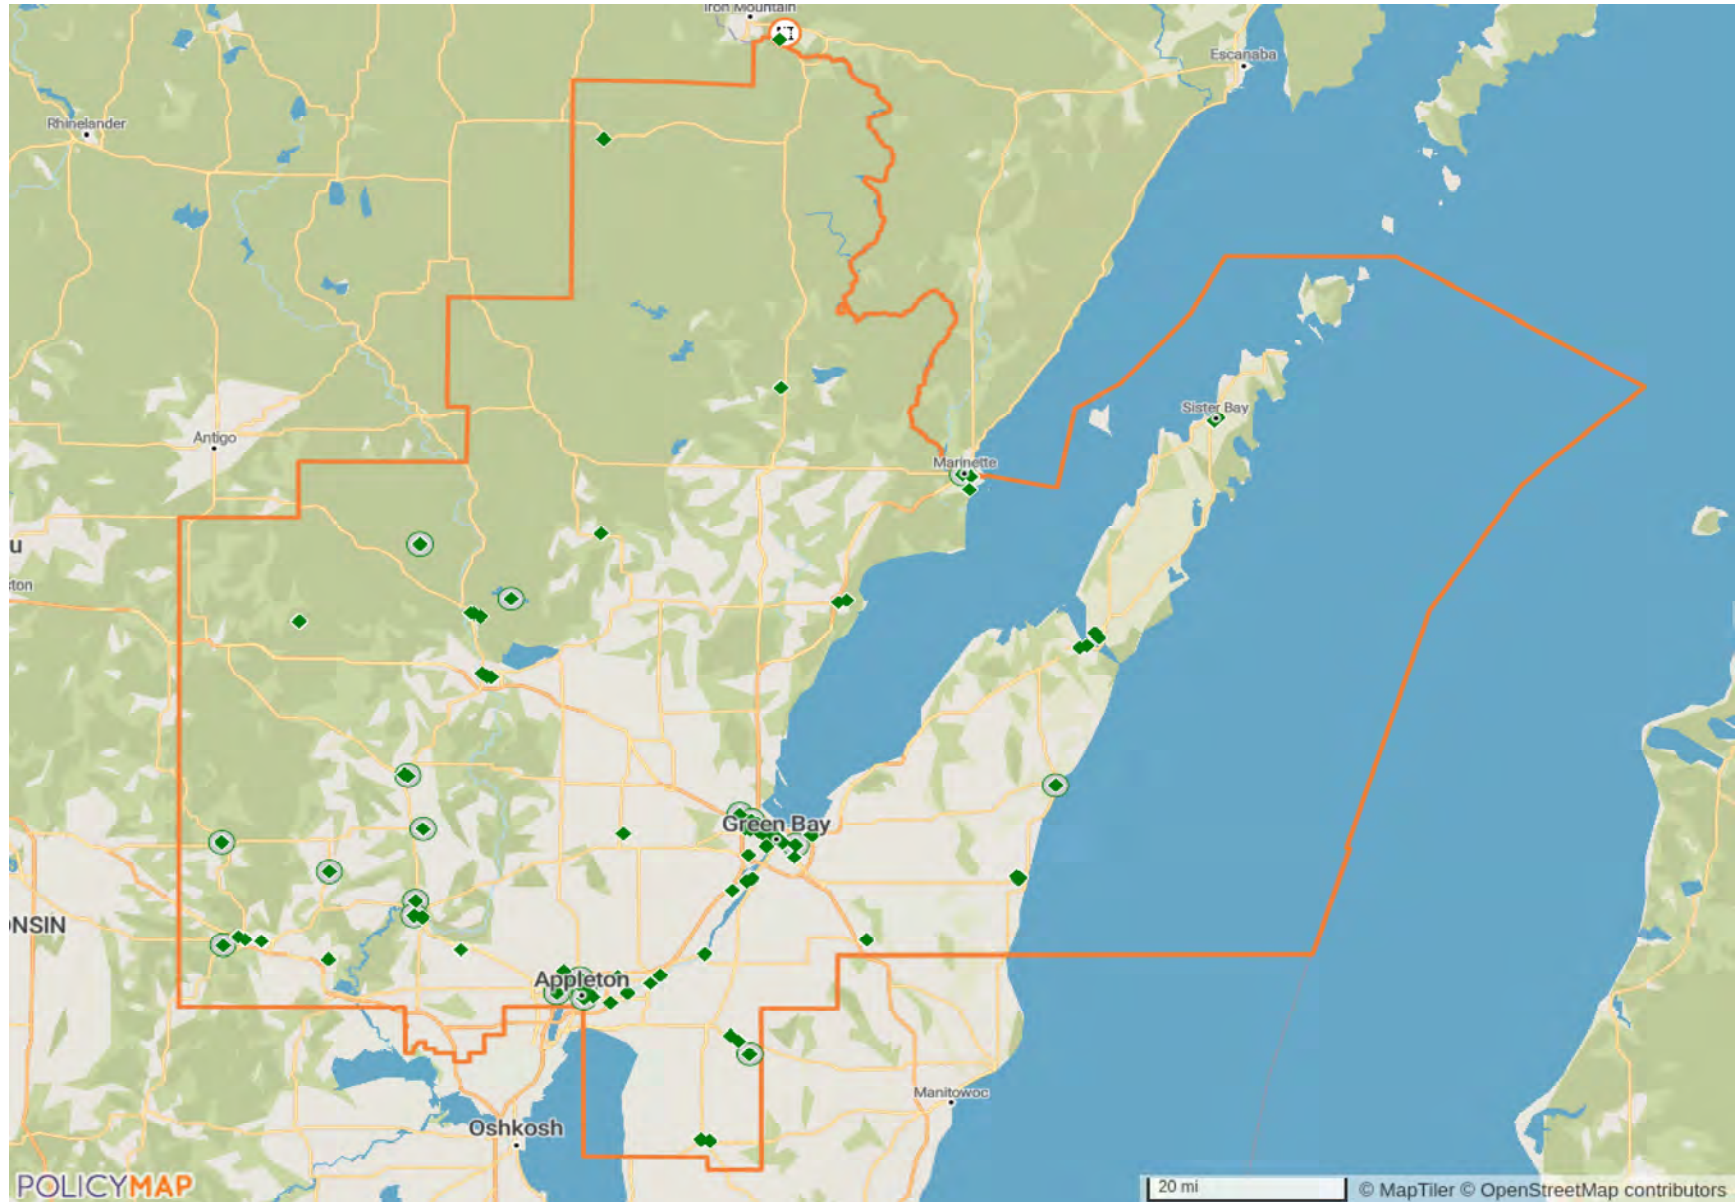 Iron Mountain
Escanaba
Rhinelander
Sister Bay
Antigo
Marinette
u
ton
Green Bay
ONSIN
Appleton
Manitowoc
Oshkosh
POLICYMAP
20 mi
© MapTiler © OpenStreetMap contributors